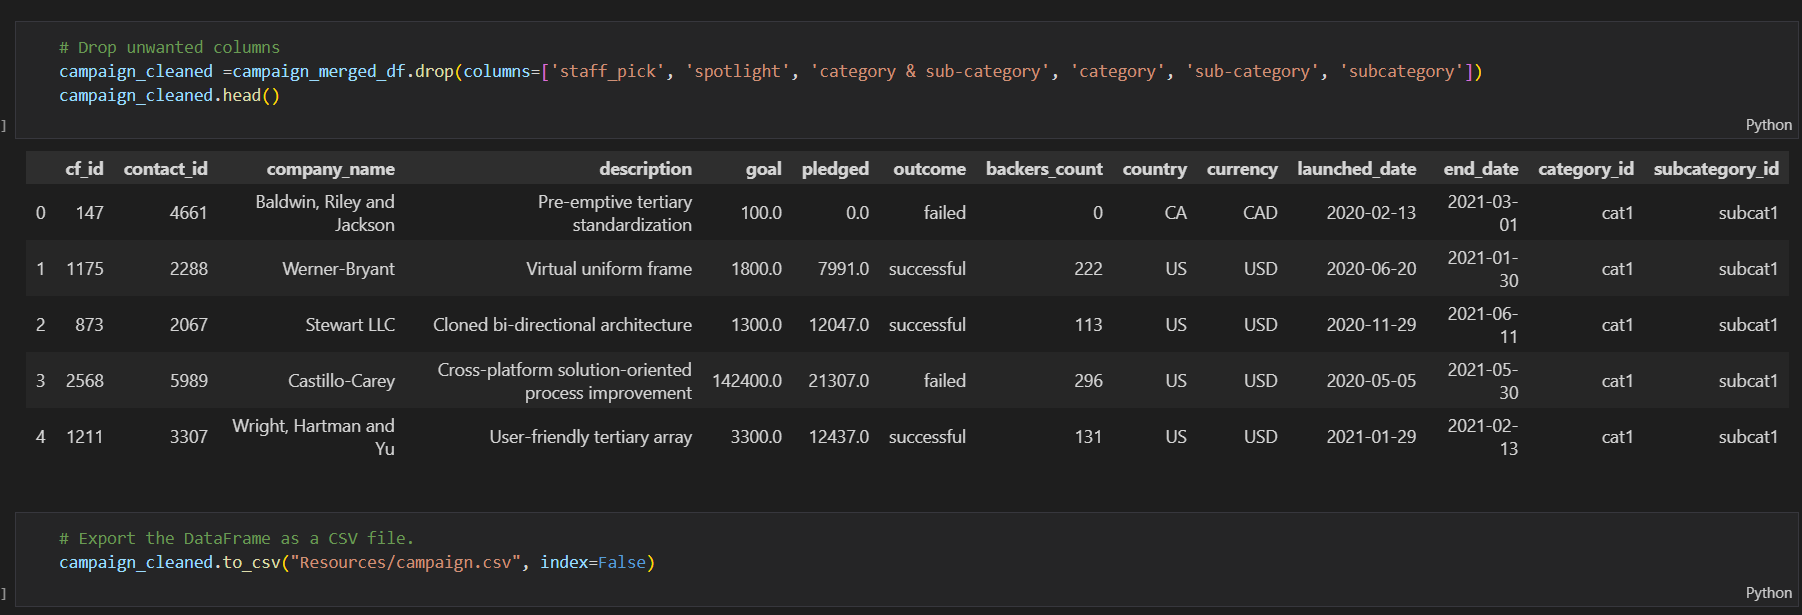 # Drop unwanted columns
campaign_cleaned =campaign_merged_df.drop(columns=['staff_pick', 'spotlight', 'category & sub-category', 'category', 'sub-category', 'subcategory'])
campaign_cleaned.head()
]
Python
cf_id contact_id company_name description goal pledged outcome backers_count country currency launched_date end_date category_id subcategory_id
0 147 4661 Baldwin, Riley and Jackson Pre-emptive tertiary standardization 100.0 0.0 failed 0 CA CAD 2020-02-13 2021-03-01 cat1 subcat1
1 1175 2288 Werner-Bryant Virtual uniform frame 1800.0 7991.0 successful 222 US USD 2020-06-20 2021-01-30 cat1 subcat1
2 873 2067 Stewart LLC Cloned bi-directional architecture 1300.0 12047.0 successful 113 US USD 2020-11-29 2021-06-11 cat1 subcat1
3 2568 5989 Castillo-Carey Cross-platform solution-oriented process improvement 142400.0 21307.0 failed 296 US USD 2020-05-05 2021-05-30 cat1 subcat1
4 1211 3307 Wright, Hartman and Yu User-friendly tertiary array 3300.0 12437.0 successful 131 US USD 2021-01-29 2021-02-13 cat1 subcat1
# Export the DataFrame as a CSV file.
campaign_cleaned.to_csv("Resources/campaign.csv", index=False)
]
Python